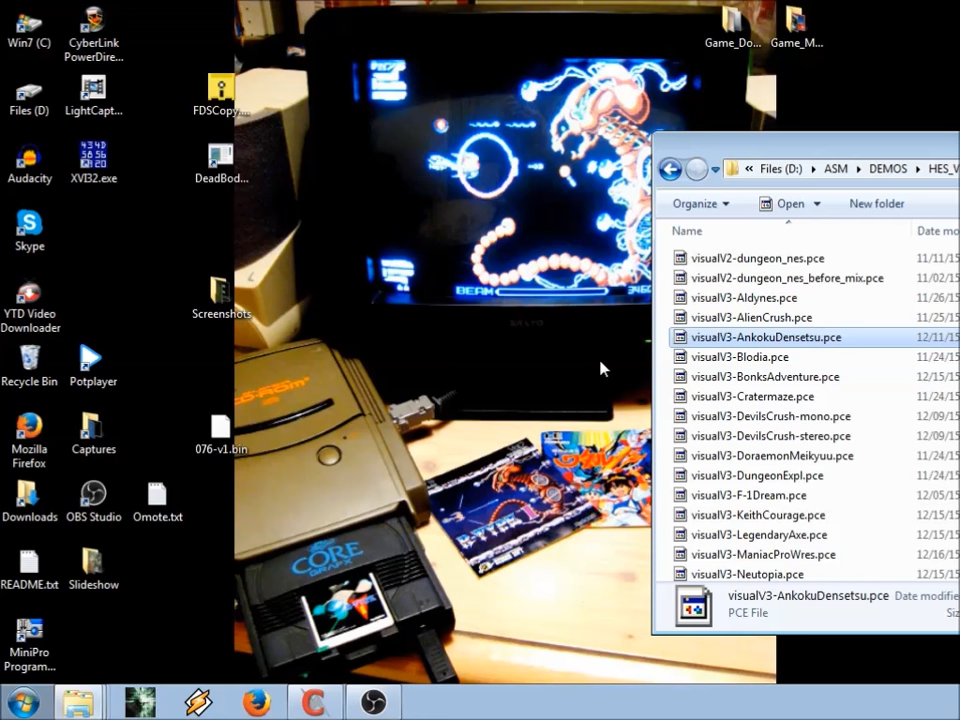 Win7 (C)
CyberLink
PowerDire...
Game_Do...
Game_M...
Files (D)
LightCapt...
FDSCopy....
Audacity
XVI32.exe
DeadBod...
Skype
YTD Video
Downloader
Screenshots
Recycle Bin
Potplayer
Mozilla
Firefox
Captures
076-v1.bin
Downloads
OBS Studio
Omote.txt
README.txt
Slideshow
MiniPro
Program...
BEAM
SANYO
CD-ROM²
CORE
GRAFX
« Files (D:) ASM DEMOS HES_V
Organize Open New folder
Name Date mo
visualV2-dungeon_nes.pce 11/11/15
visualV2-dungeon_nes_before_mix.pce 11/02/15
visualV3-Aldynes.pce 11/26/15
visualV3-AlienCrush.pce 11/25/15
visualV3-AnkokuDensetsu.pce 12/11/15
visualV3-Blodia.pce 11/24/15
visualV3-BonksAdventure.pce 12/15/15
visualV3-Cratermaze.pce 11/24/15
visualV3-DevilsCrush-mono.pce 12/09/15
visualV3-DevilsCrush-stereo.pce 12/09/15
visualV3-DoraemonMeikyuu.pce 11/24/15
visualV3-DungeonExpl.pce 11/24/15
visualV3-F-1Dream.pce 12/05/15
visualV3-KeithCourage.pce 12/15/15
visualV3-LegendaryAxe.pce 12/15/15
visualV3-ManiacProWres.pce 12/16/15
visualV3-Neutopia.pce 12/15/15
visualV3-AnkokuDensetsu.pce Date modifie
PCE File Siz